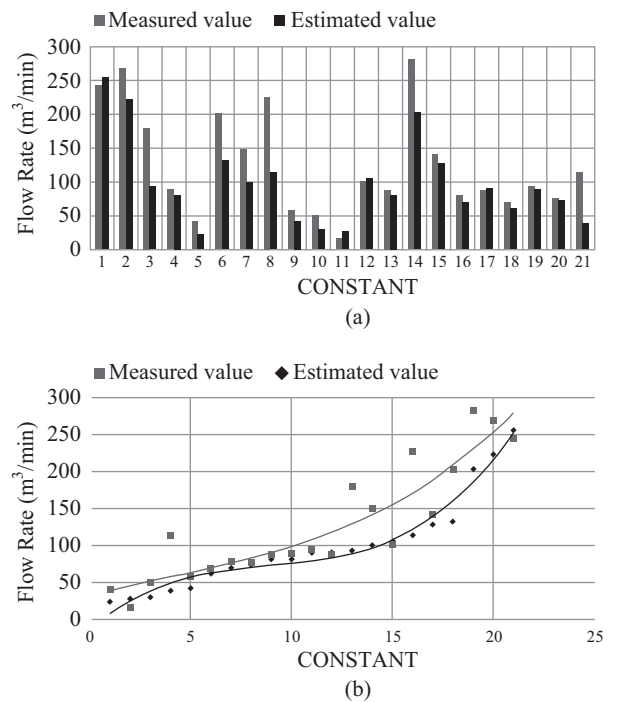 Measured value Estimated value
Flow Rate (m³/min)
300
250
200
150
100
50
0
1 2 3 4 5 6 7 8 9 10 11 12 13 14 15 16 17 18 19 20 21
CONSTANT
(a)
Measured value Estimated value
Flow Rate (m³/min)
300
250
200
150
100
50
0
0 5 10 15 20 25
CONSTANT
(b)